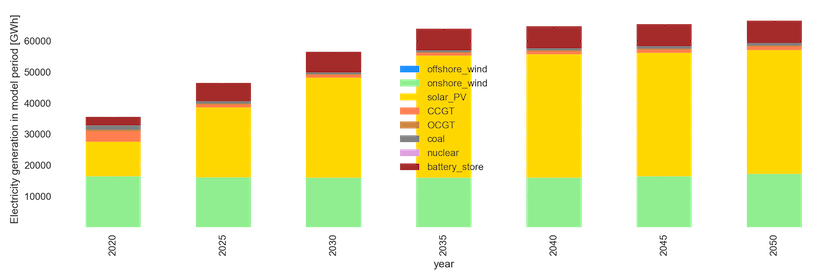 Electricity generation in model period [GWh]
60000
50000
40000
30000
20000
10000
offshore_wind
onshore_wind
solar_PV
CCGT
OCGT
coal
nuclear
battery_store
2020
2025
2030
2035
2040
2045
2050
year